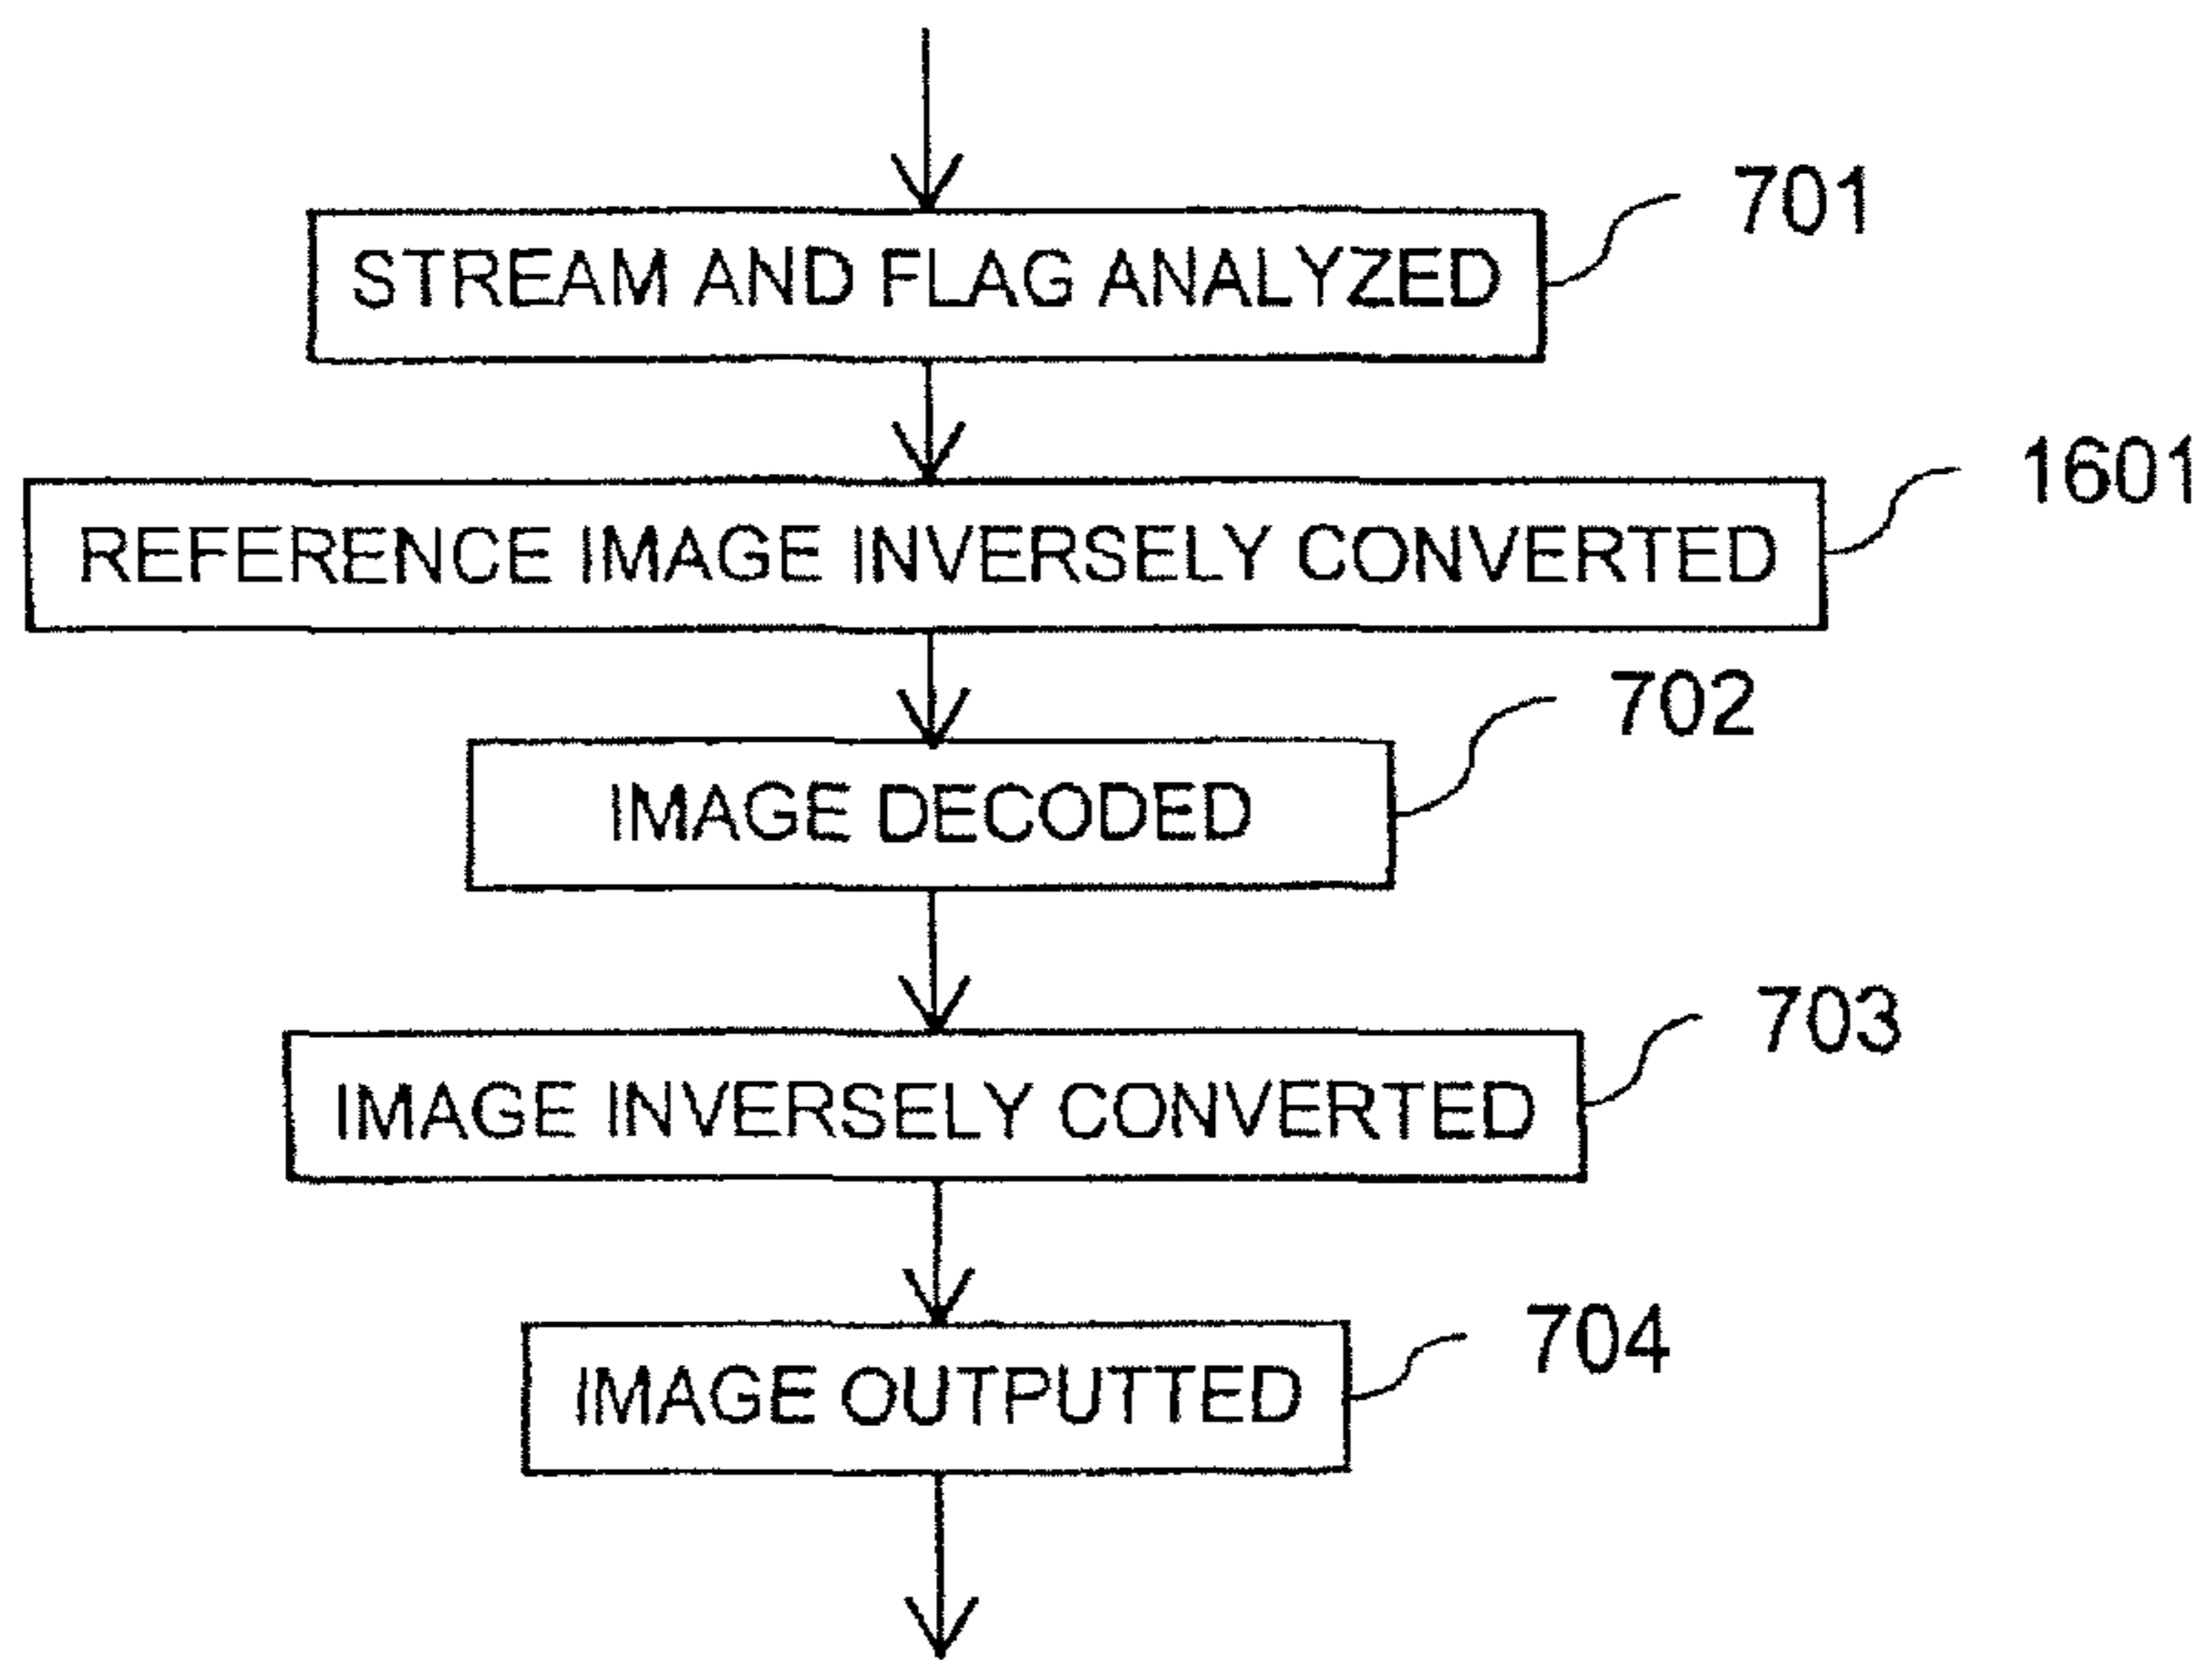 701
STREAM AND FLAG ANALYZED
1601
REFERENCE IMAGE INVERSELY CONVERTED
702
IMAGE DECODED
703
IMAGE INVERSELY CONVERTED
704
IMAGE OUTPUTTED